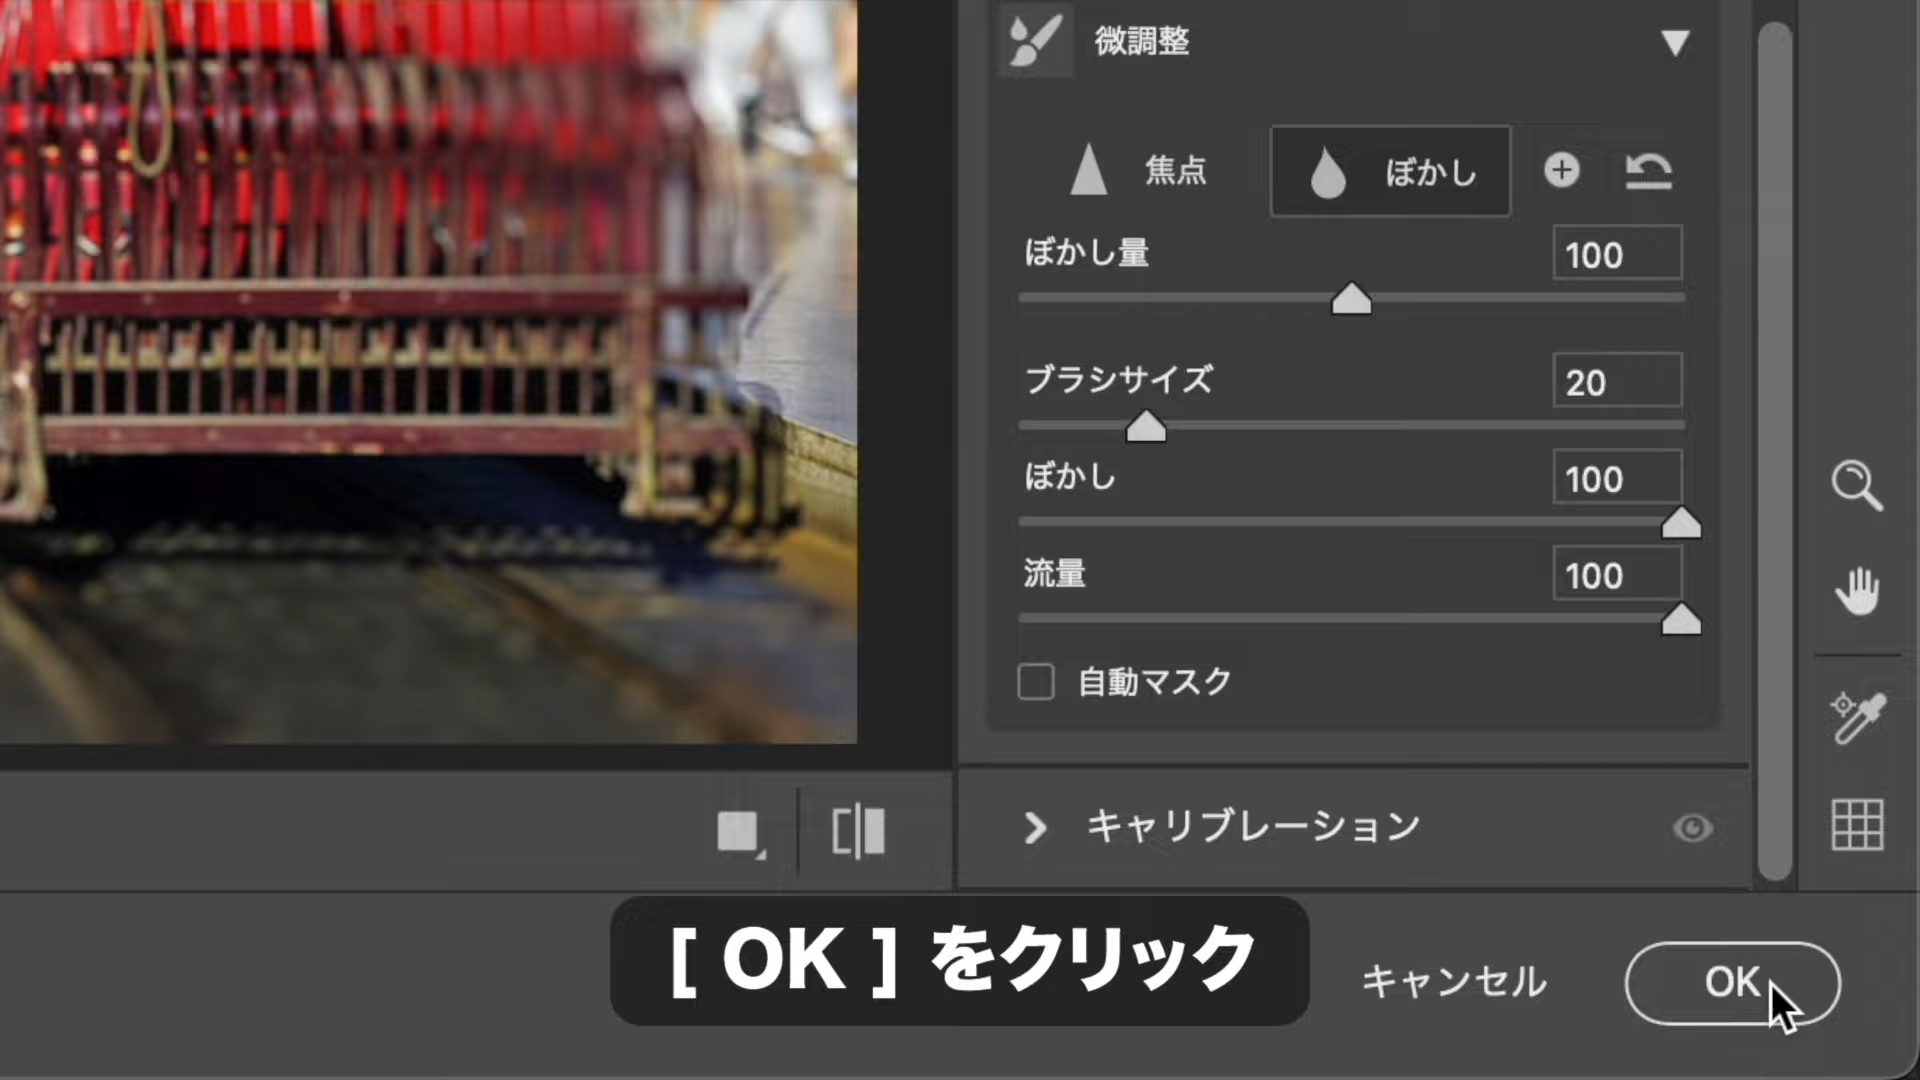 微調整
焦点
ぼかし
ぼかし量
100
ブラシサイズ
20
ぼかし
100
流量
100
自動マスク
キャリブレーション
[ OK ] をクリック
キャンセル
OK